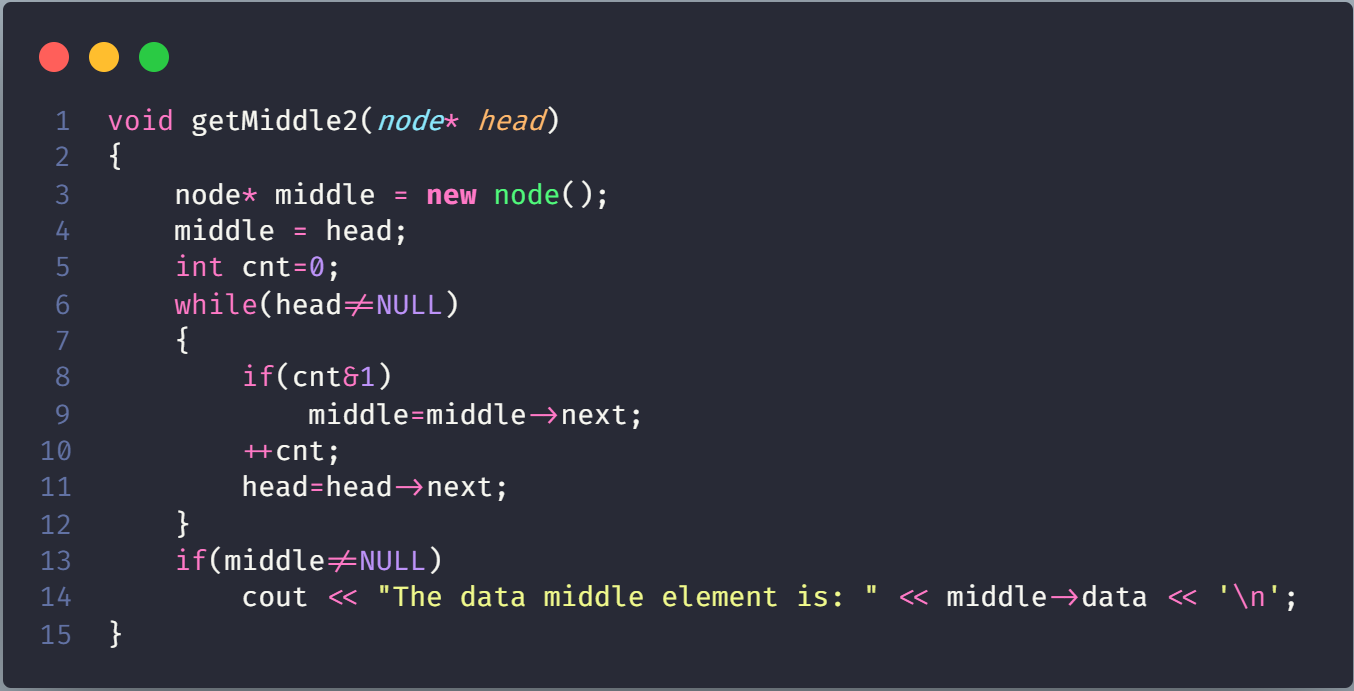 1 void getMiddle2(node* head)
2 {
3     node* middle = new node();
4     middle = head;
5     int cnt=0;
6     while(head!=NULL)
7     {
8         if(cnt&1)
9             middle=middle->next;
10         ++cnt;
11         head=head->next;
12     }
13     if(middle!=NULL)
14         cout << "The data middle element is: " << middle->data << '\n';
15 }